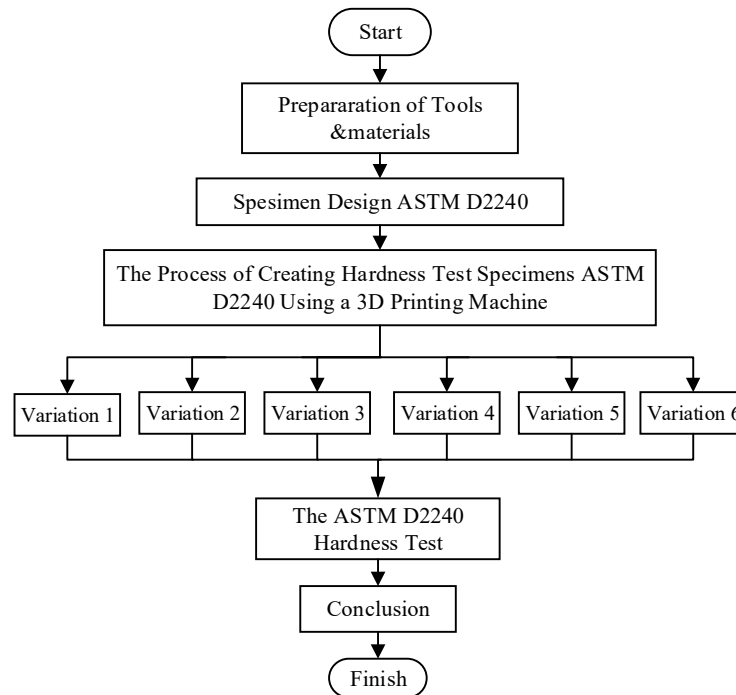 Start
Prepararation of Tools
&materials
Spesimen Design ASTM D2240
The Process of Creating Hardness Test Specimens ASTM
D2240 Using a 3D Printing Machine
Variation 1
Variation 2
Variation 3
Variation 4
Variation 5
Variation 6
The ASTM D2240
Hardness Test
Conclusion
Finish